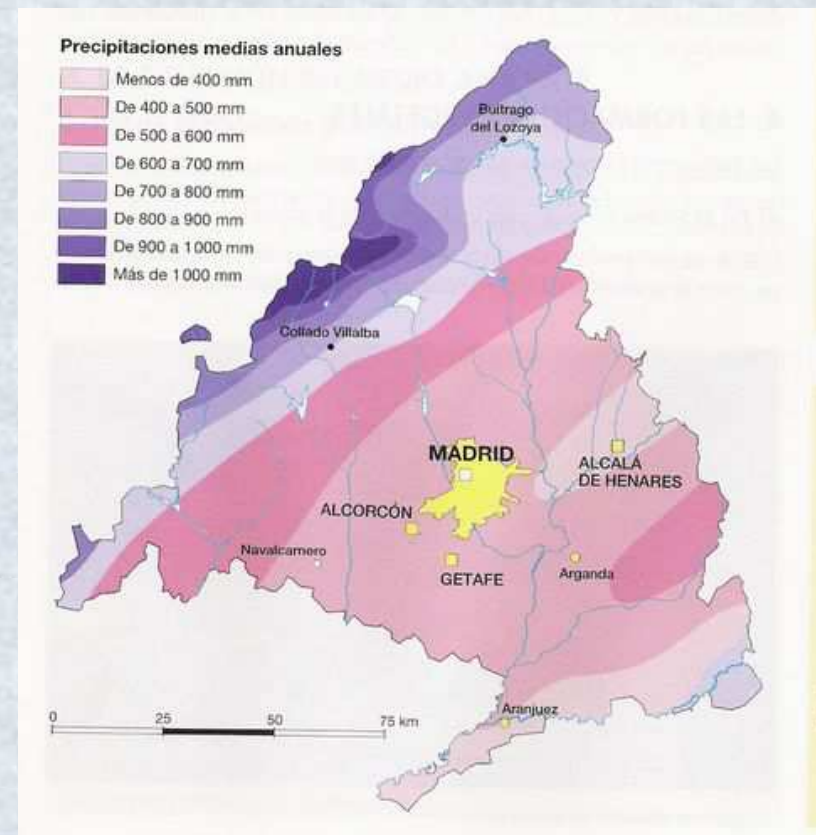 Precipitaciones medias anuales
Menos de 400 mm
De 400 a 500 mm
De 500 a 600 mm
De 600 a 700 mm
De 700 a 800 mm
De 800 a 900 mm
De 900 a 1 000 mm
Más de 1 000 mm
Buitrago
del Lozoya
Collado Villalba
MADRID
ALCALÁ
DE HENARES
ALCORCÓN
Navalcarnero
GETAFE
Arganda
Aranjuez
0 25 50 75 km